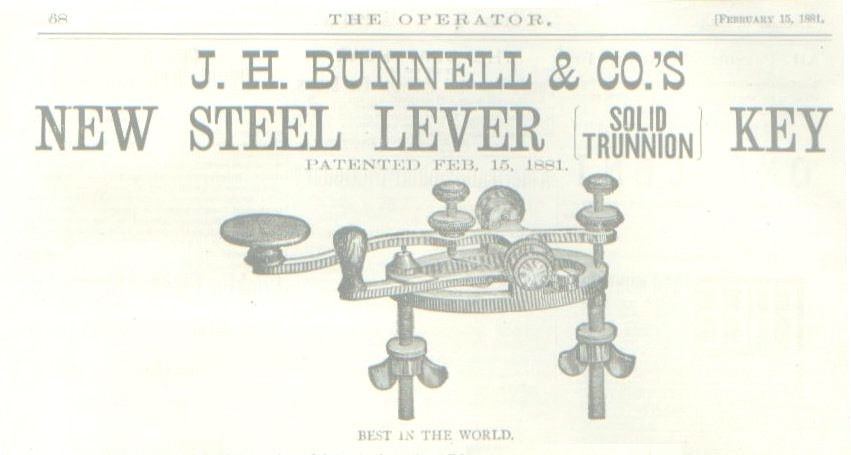 68 THE OPERATOR. [FEBRUARY 15, 1881.
J. H. BUNNELL & CO.'S
NEW STEEL LEVER [SOLID TRUNNION] KEY
PATENTED FEB. 15, 1881.
BEST IN THE WORLD.